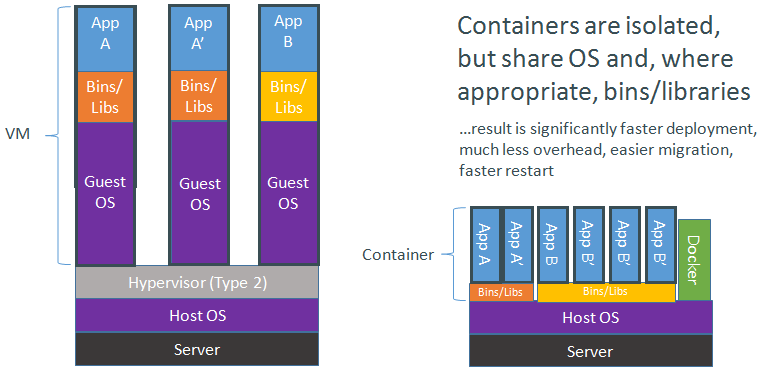 App
A
App
A’
App
B
Bins/
Libs
Bins/
Libs
Bins/
Libs
VM
Guest
OS
Guest
OS
Guest
OS
Hypervisor (Type 2)
Host OS
Server
Containers are isolated,
but share OS and, where
appropriate, bins/libraries
...result is significantly faster deployment,
much less overhead, easier migration,
faster restart
Container
App A
App A’
App B
App B’
App B’
App B’
Docker
Bins/Libs
Bins/Libs
Host OS
Server